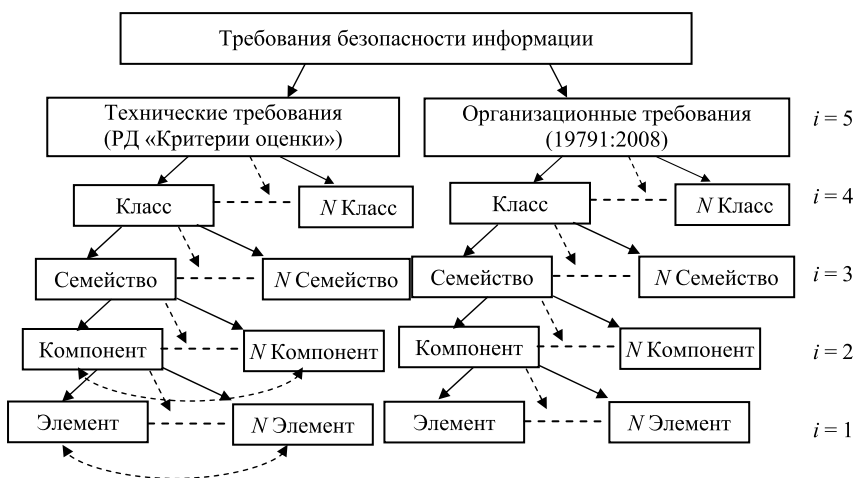 Требования безопасности информации
Технические требования
(РД «Критерии оценки»)
Организационные требования
(19791:2008)
i = 5
Класс
N Класс
Класс
N Класс
i = 4
Семейство
N Семейство
Семейство
N Семейство
i = 3
Компонент
N Компонент
Компонент
N Компонент
i = 2
Элемент
N Элемент
Элемент
N Элемент
i = 1